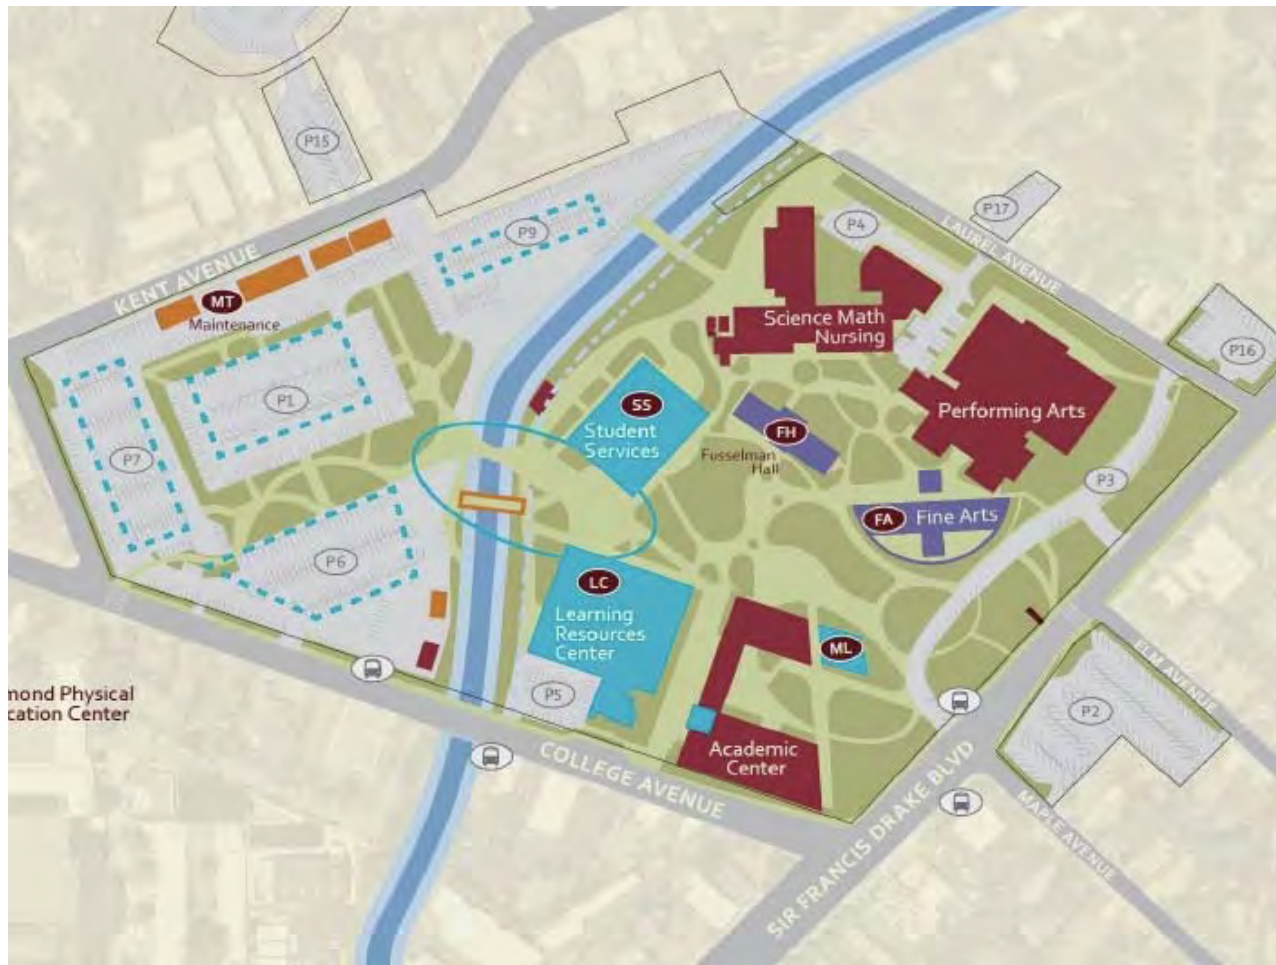 P15
P17
P4
LAUREL AVENUE
P9
KENT AVENUE
MT
Maintenance
Science Math
Nursing
P16
P1
SS
Student
Services
FH
Fusselman
Hall
Performing Arts
P7
P3
FA
Fine Arts
P6
LC
Learning
Resources
Center
ML
ELM AVENUE
mond Physical
cation Center
P5
P2
Academic
Center
COLLEGE AVENUE
MAPLE AVENUE
SIR FRANCIS DRAKE BLVD